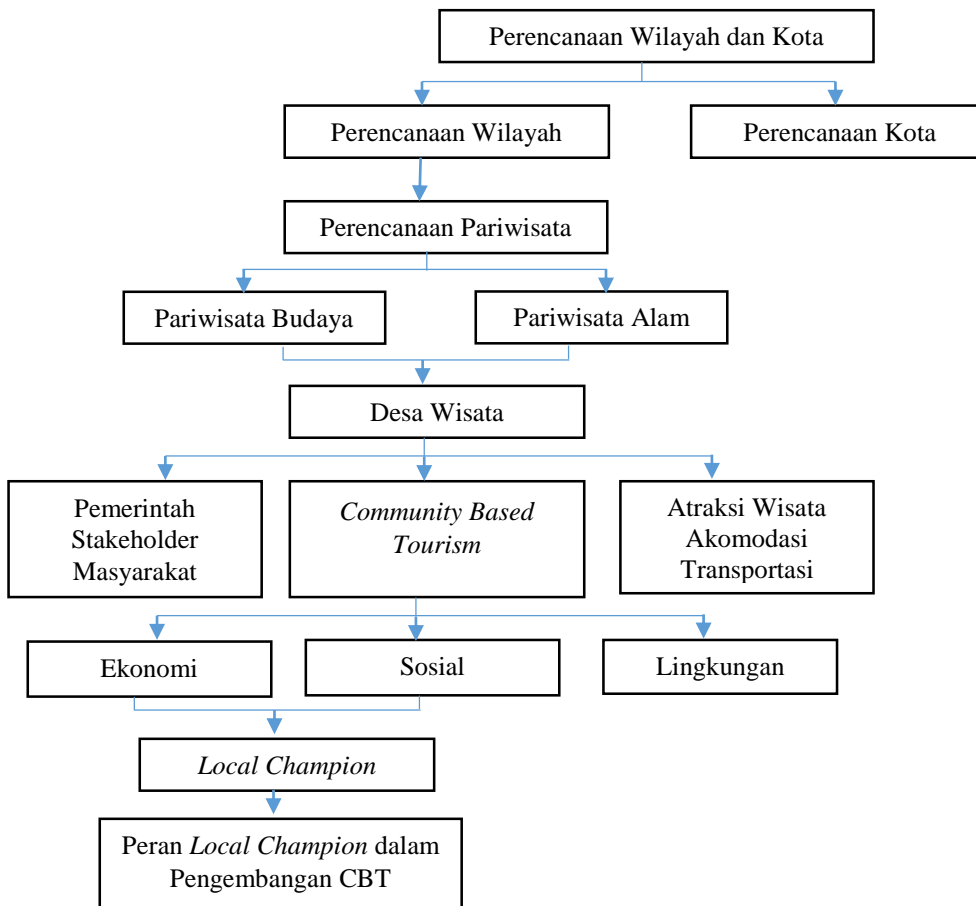 Perencanaan Wilayah dan Kota
Perencanaan Wilayah
Perencanaan Kota
Perencanaan Pariwisata
Pariwisata Budaya
Pariwisata Alam
Desa Wisata
Pemerintah
Stakeholder
Masyarakat
Community Based
Tourism
Atraksi Wisata
Akomodasi
Transportasi
Ekonomi
Sosial
Lingkungan
Local Champion
Peran Local Champion dalam
Pengembangan CBT